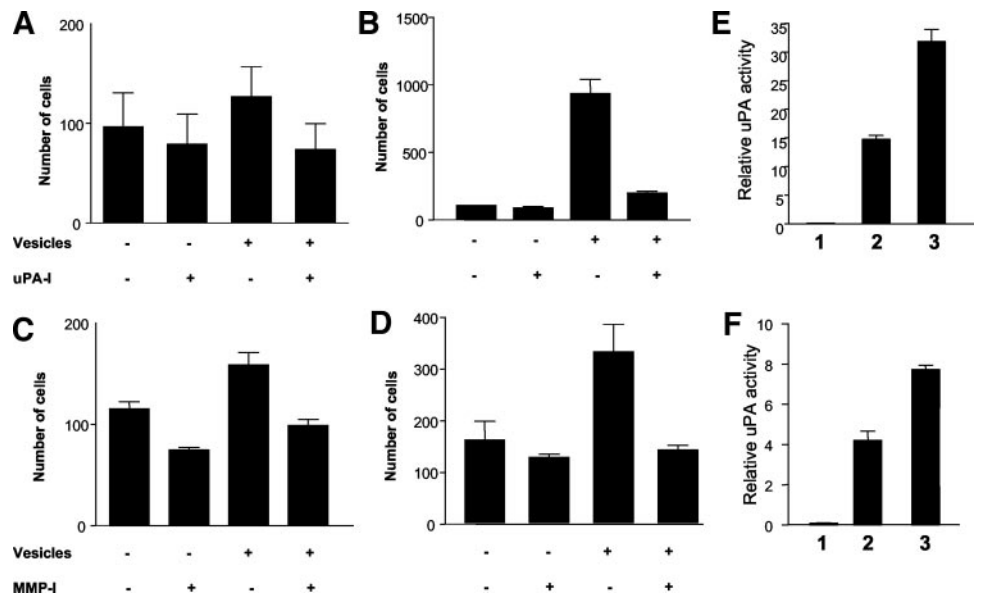 A
200
100
0
Number of cells
Vesicles - - + +
uPA-I - + - +
B
1500
1000
500
0
Number of cells
- - + +
- + - +
E
35
30
25
20
15
10
5
0
Relative uPA activity
1 2 3
C
200
100
0
Number of cells
Vesicles - - + +
MMP-I - + - +
D
400
300
200
100
0
Number of cells
- - + +
- + - +
F
10
8
6
4
2
0
Relative uPA activity
1 2 3